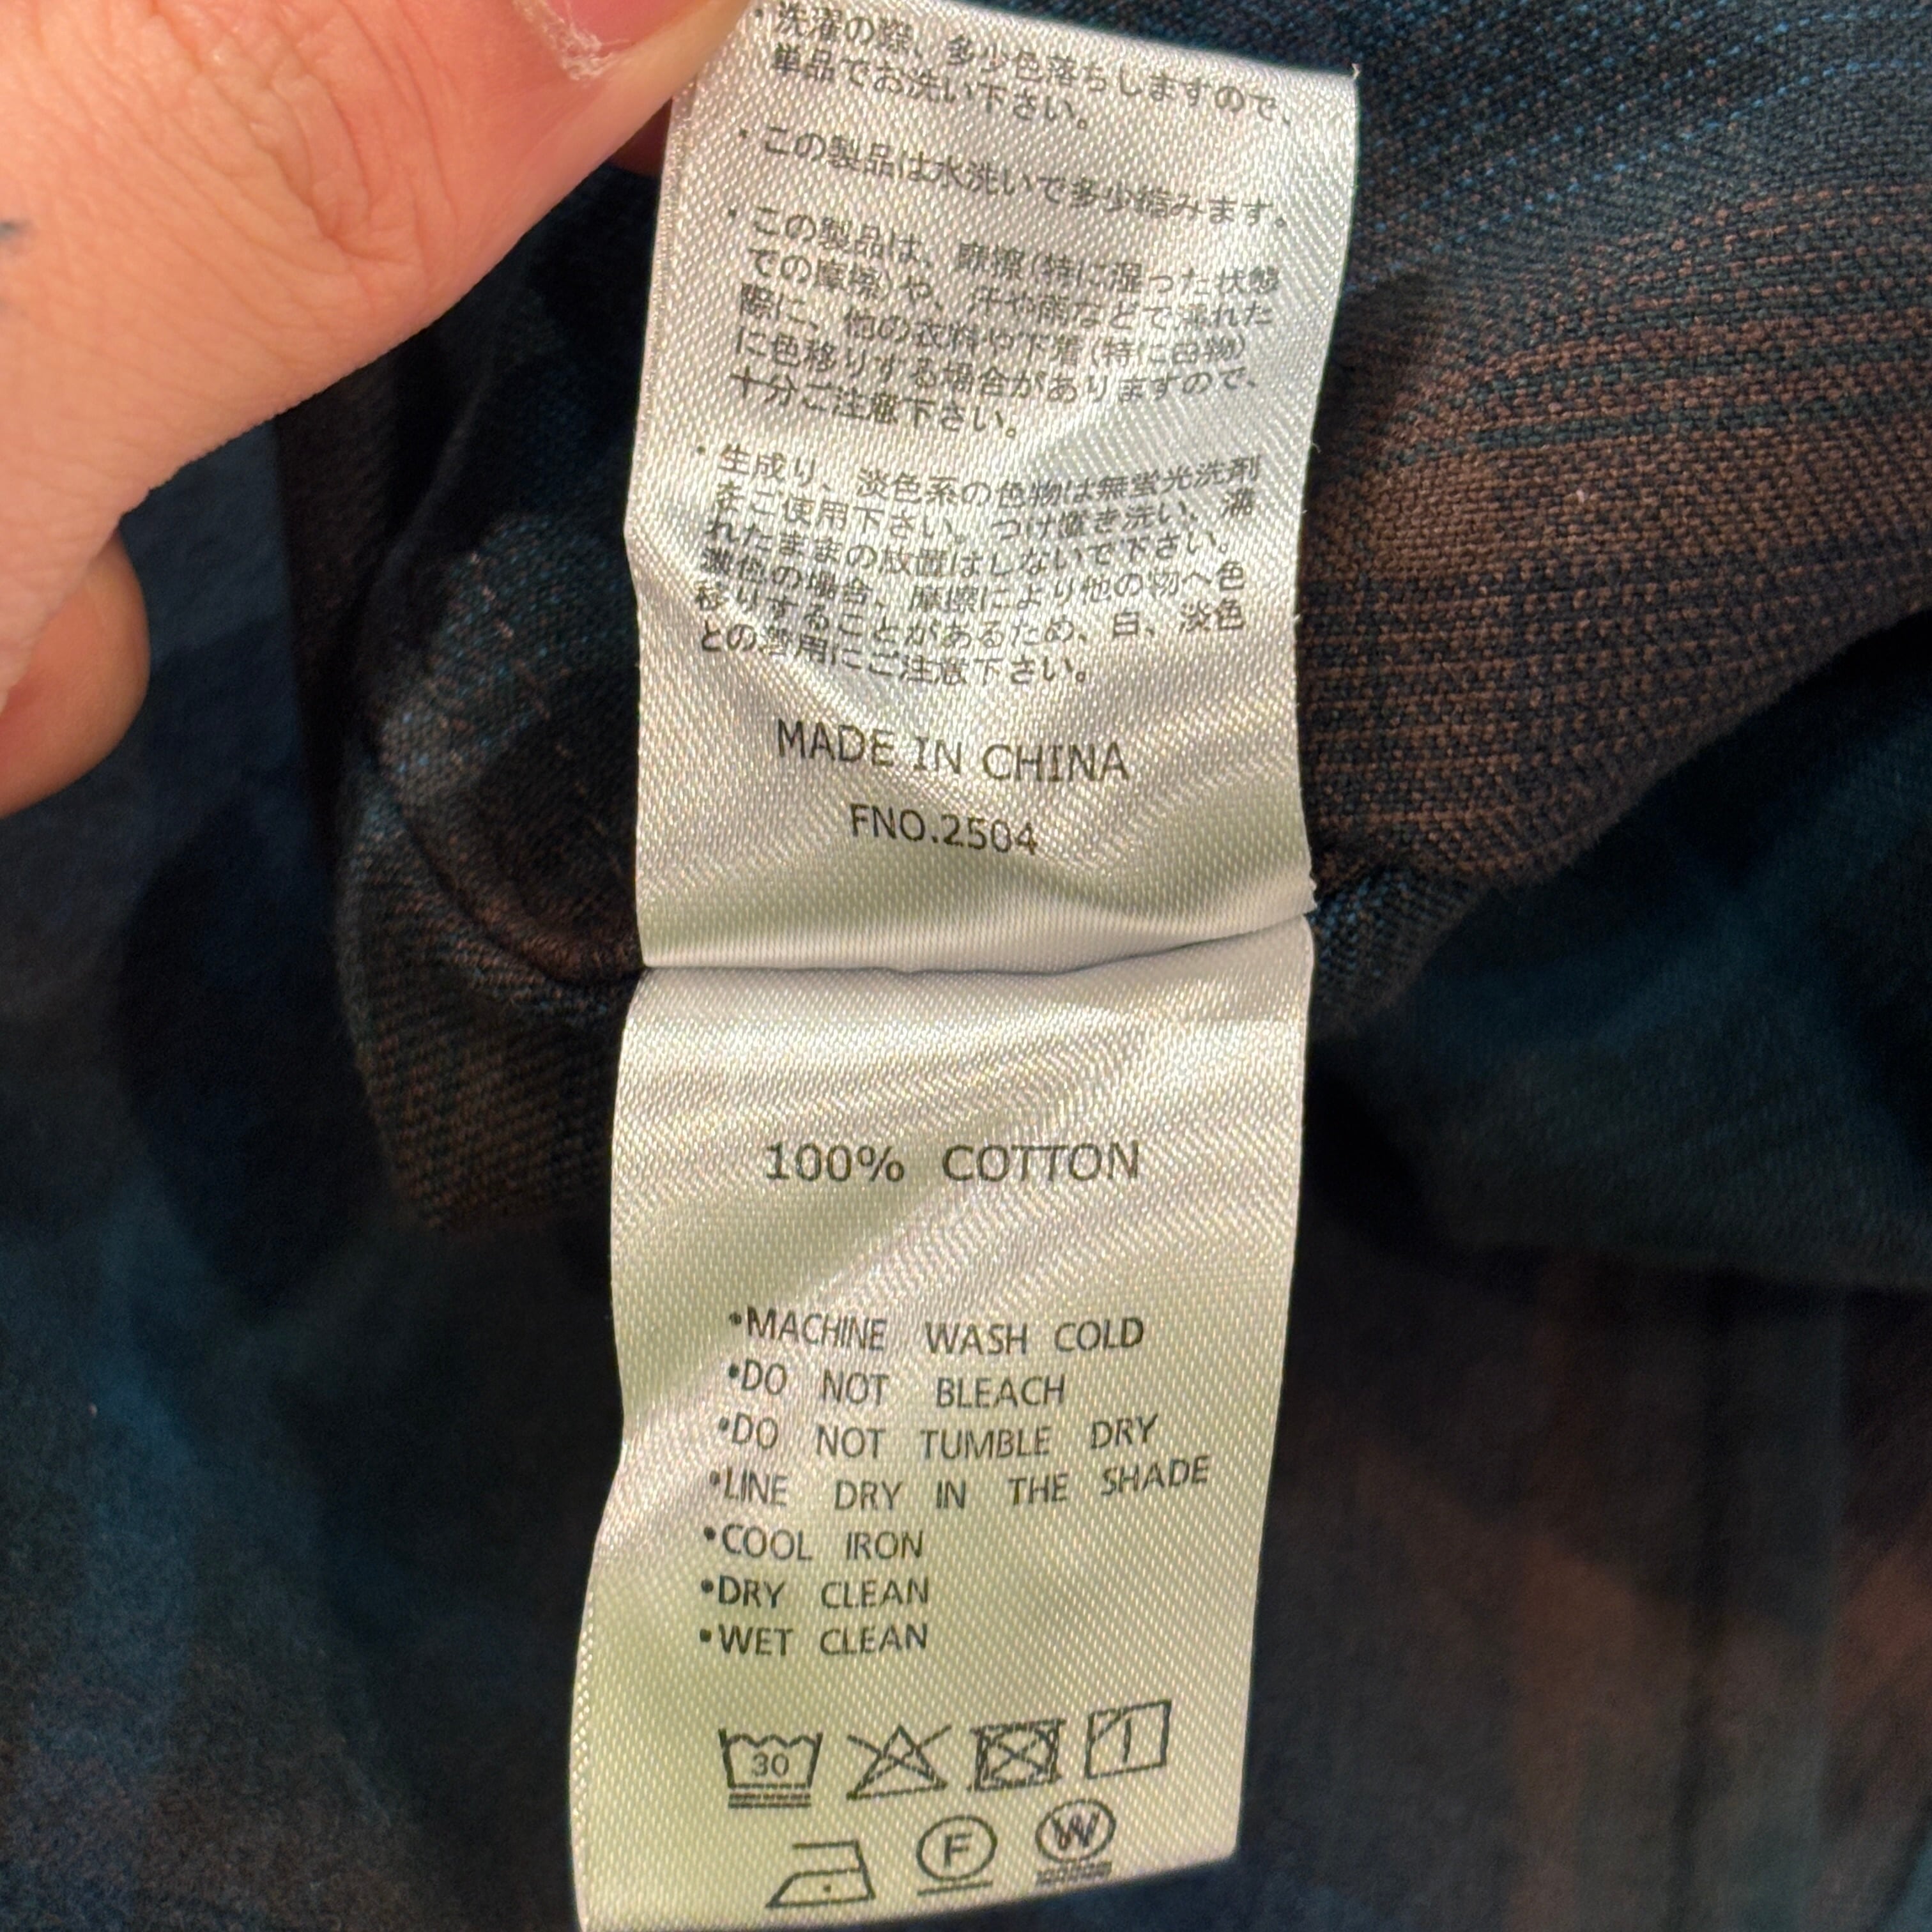 ・洗濯の際、多少色落ちしますので、
単品でお洗い下さい。
・この製品は水洗いで多少縮みます。
・この製品は、摩擦(特に湿った状態
での摩擦)や、汗や雨などで濡れた
際に、他の衣料や下着(特に白物)
に色移りする場合がありますので、
十分ご注意下さい。
・生成り、淡色系の色物は無蛍光洗剤
をご使用下さい。つけ置き洗い、濡
れたままの放置はしないで下さい。
濃色の場合、摩擦により他の物へ色
移りすることがあるため、白、淡色
との着用にご注意下さい。
MADE IN CHINA
FNO.2504
100% COTTON
•MACHINE WASH COLD
•DO NOT BLEACH
•DO NOT TUMBLE DRY
•LINE DRY IN THE SHADE
•COOL IRON
•DRY CLEAN
•WET CLEAN
30
F W